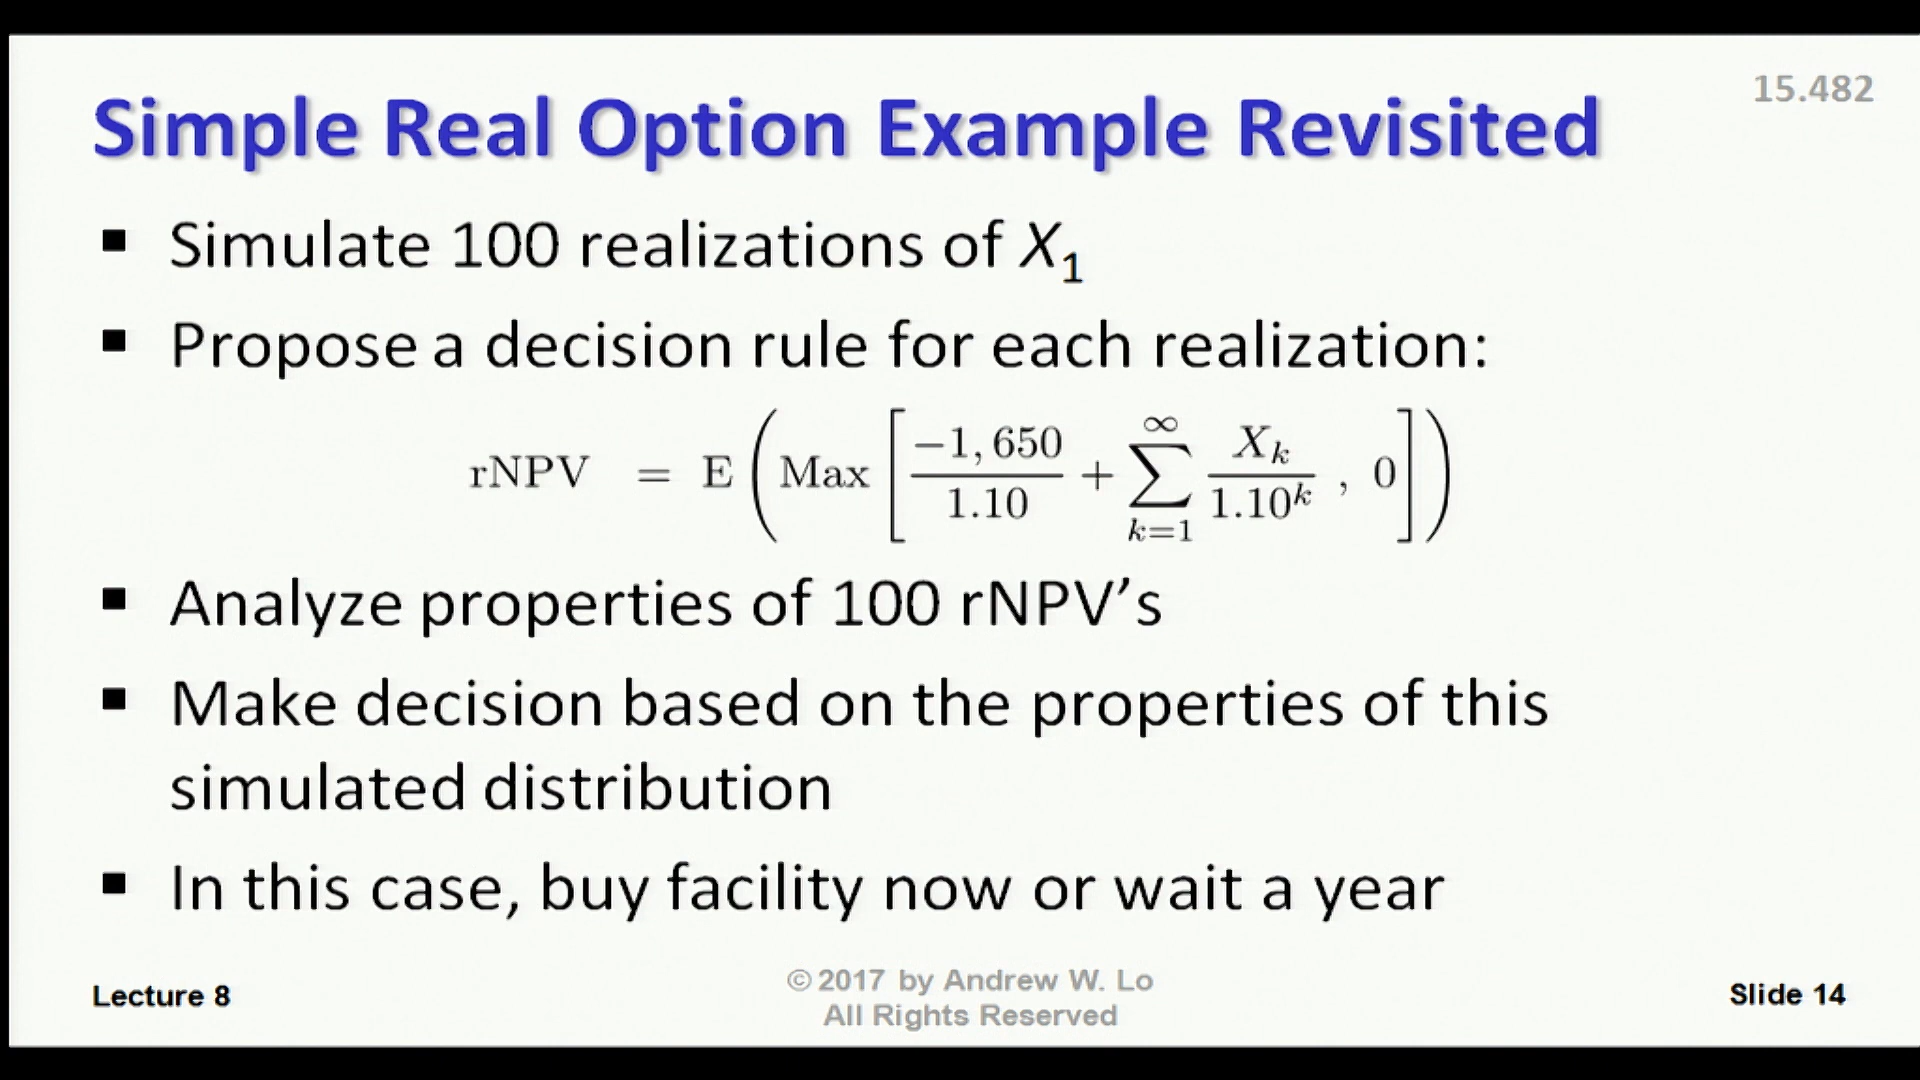 15.482
Simple Real Option Example Revisited
▪ Simulate 100 realizations of X₁
▪ Propose a decision rule for each realization:
rNPV = E ( Max [ −1,650 / 1.10 + ∑_{k=1}^{∞} X_k / 1.10^k , 0 ] )
▪ Analyze properties of 100 rNPV’s
▪ Make decision based on the properties of this
simulated distribution
▪ In this case, buy facility now or wait a year
Lecture 8
© 2017 by Andrew W. Lo
All Rights Reserved
Slide 14